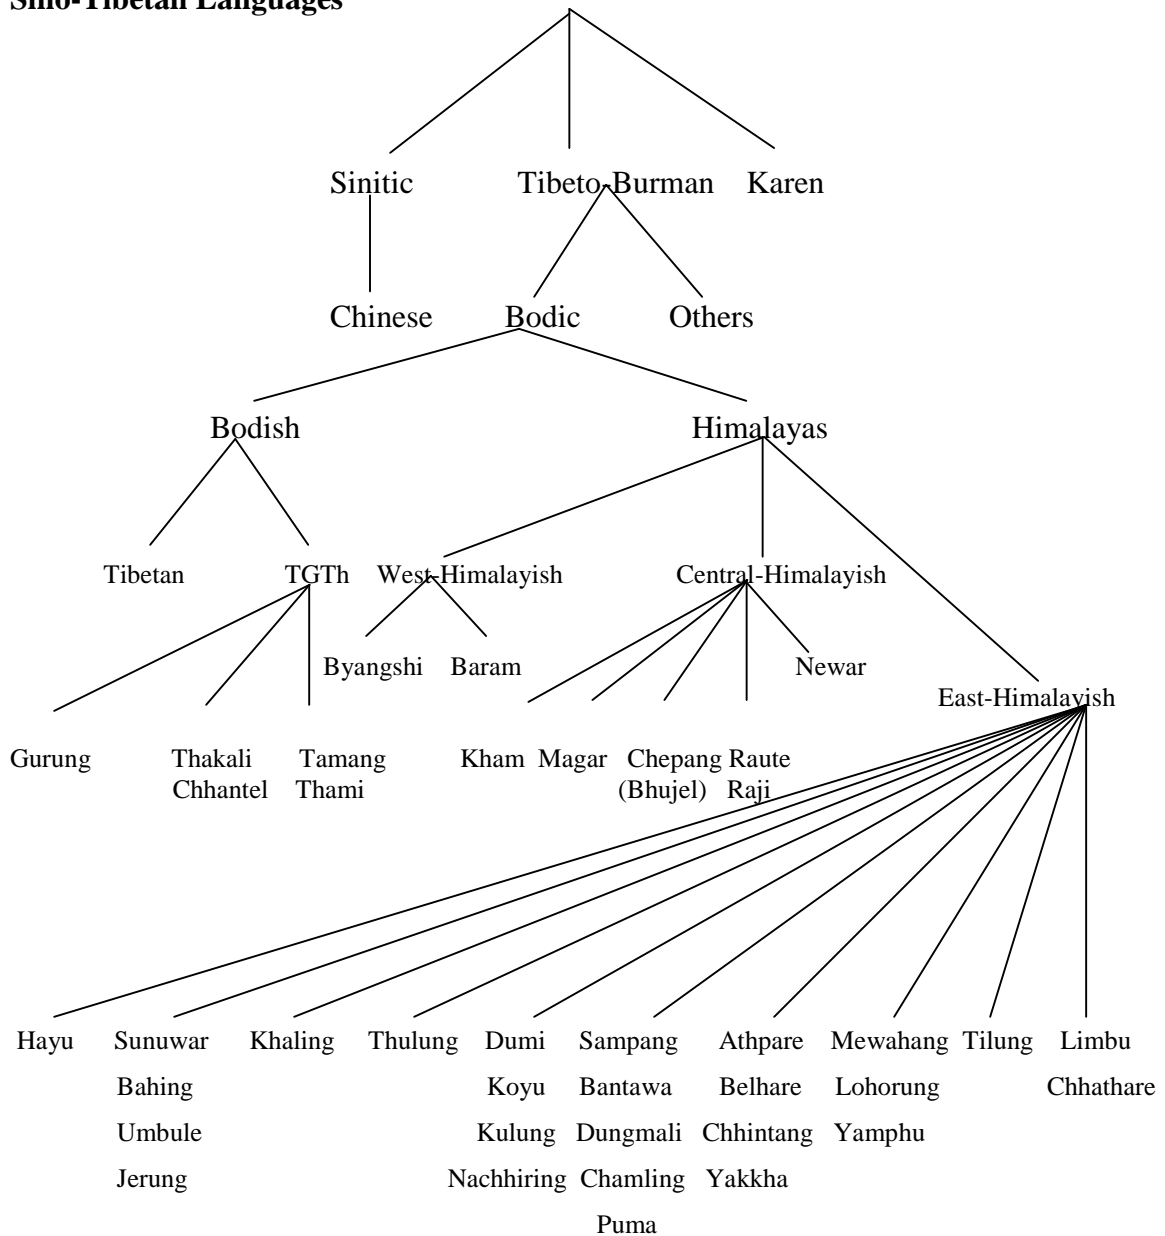 Sino-Tibetan Languages
Sinitic Tibeto-Burman Karen
Chinese Bodic Others
Bodish Himalayas
Tibetan TGTh West-Himalayish Central-Himalayish
Byangshi Baram Newar
East-Himalayish
Gurung Thakali Tamang Kham Magar Chepang Raute
Chhantel Thami (Bhujel) Raji
Hayu Sunuwar Khaling Thulung Dumi Sampang Athpare Mewahang Tilung Limbu
Bahing Koyu Bantawa Belhare Lohorung Chhathare
Umbule Kulung Dungmali Chhintang Yamphu
Jerung Nachhiring Chamling Yakkha
Puma